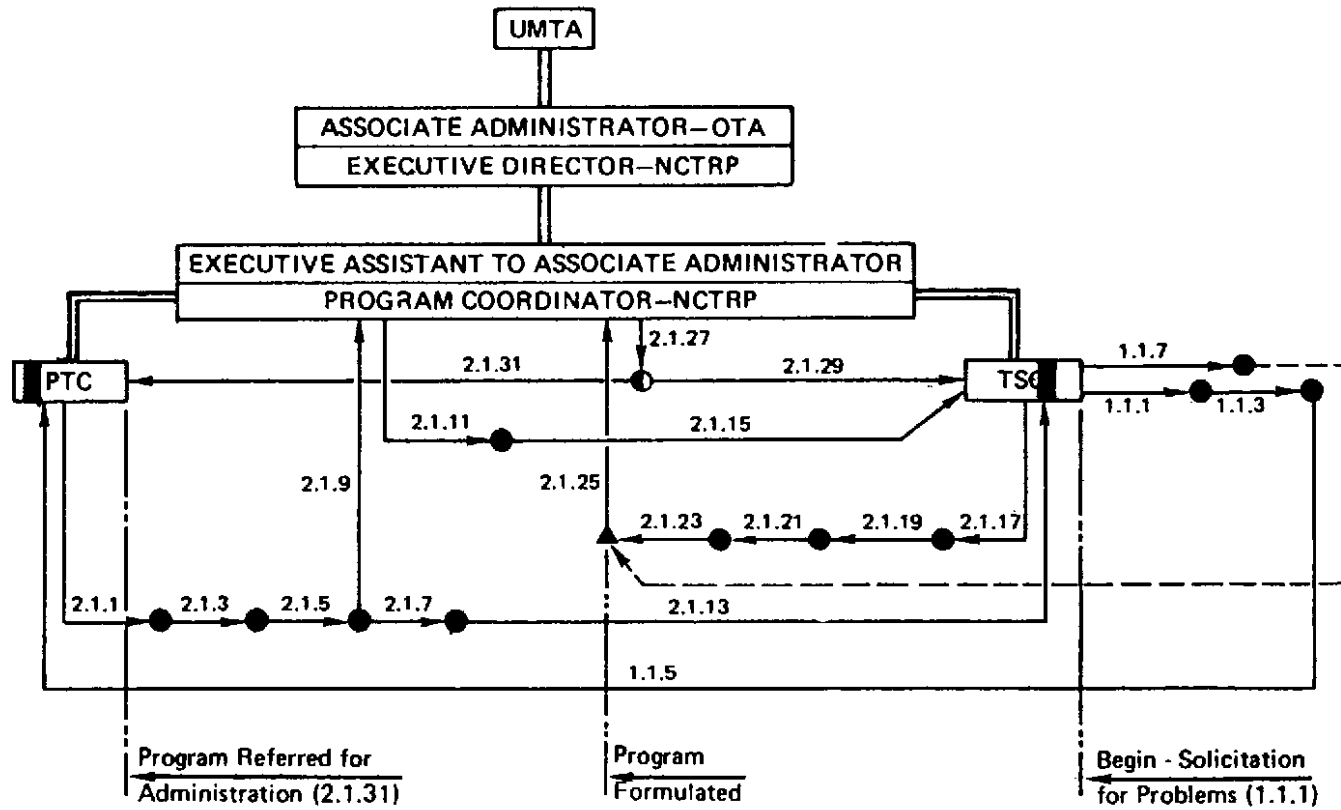 UMTA
ASSOCIATE ADMINISTRATOR–OTA
EXECUTIVE DIRECTOR–NCTRP
EXECUTIVE ASSISTANT TO ASSOCIATE ADMINISTRATOR
PROGRAM COORDINATOR–NCTRP
2.1.27
PTC
2.1.31
2.1.29
TSC
1.1.7
1.1.1
1.1.3
2.1.11
2.1.15
2.1.9
2.1.25
2.1.23
2.1.21
2.1.19
2.1.17
2.1.1
2.1.3
2.1.5
2.1.7
2.1.13
1.1.5
Program Referred for
Administration (2.1.31)
Program
Formulated
Begin - Solicitation
for Problems (1.1.1)